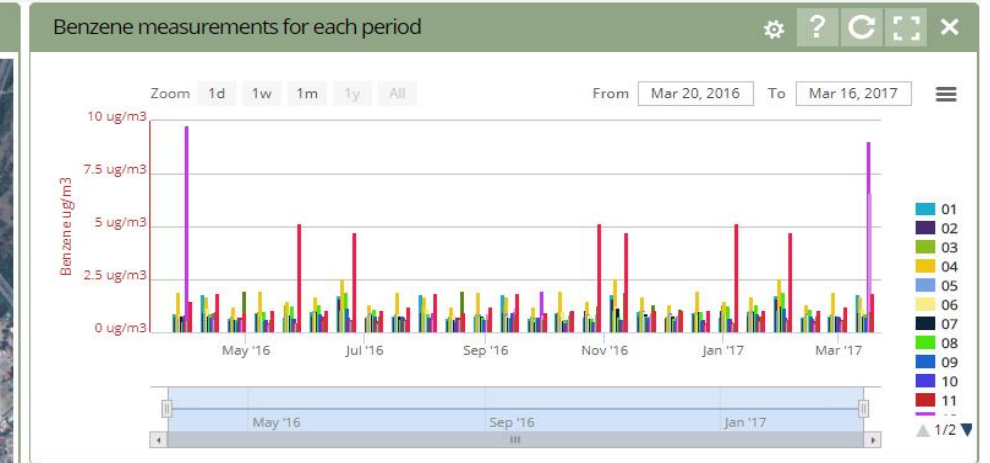 Benzene measurements for each period
?
Zoom 1d 1w 1m 1y All From Mar 20, 2016 To Mar 16, 2017
10 ug/m3
7.5 ug/m3
5 ug/m3
2.5 ug/m3
0 ug/m3
Benzene ug/m3
May '16 Jul '16 Sep '16 Nov '16 Jan '17 Mar '17
May '16 Sep '16 Jan '17
01
02
03
04
05
06
07
08
09
10
11
1/2